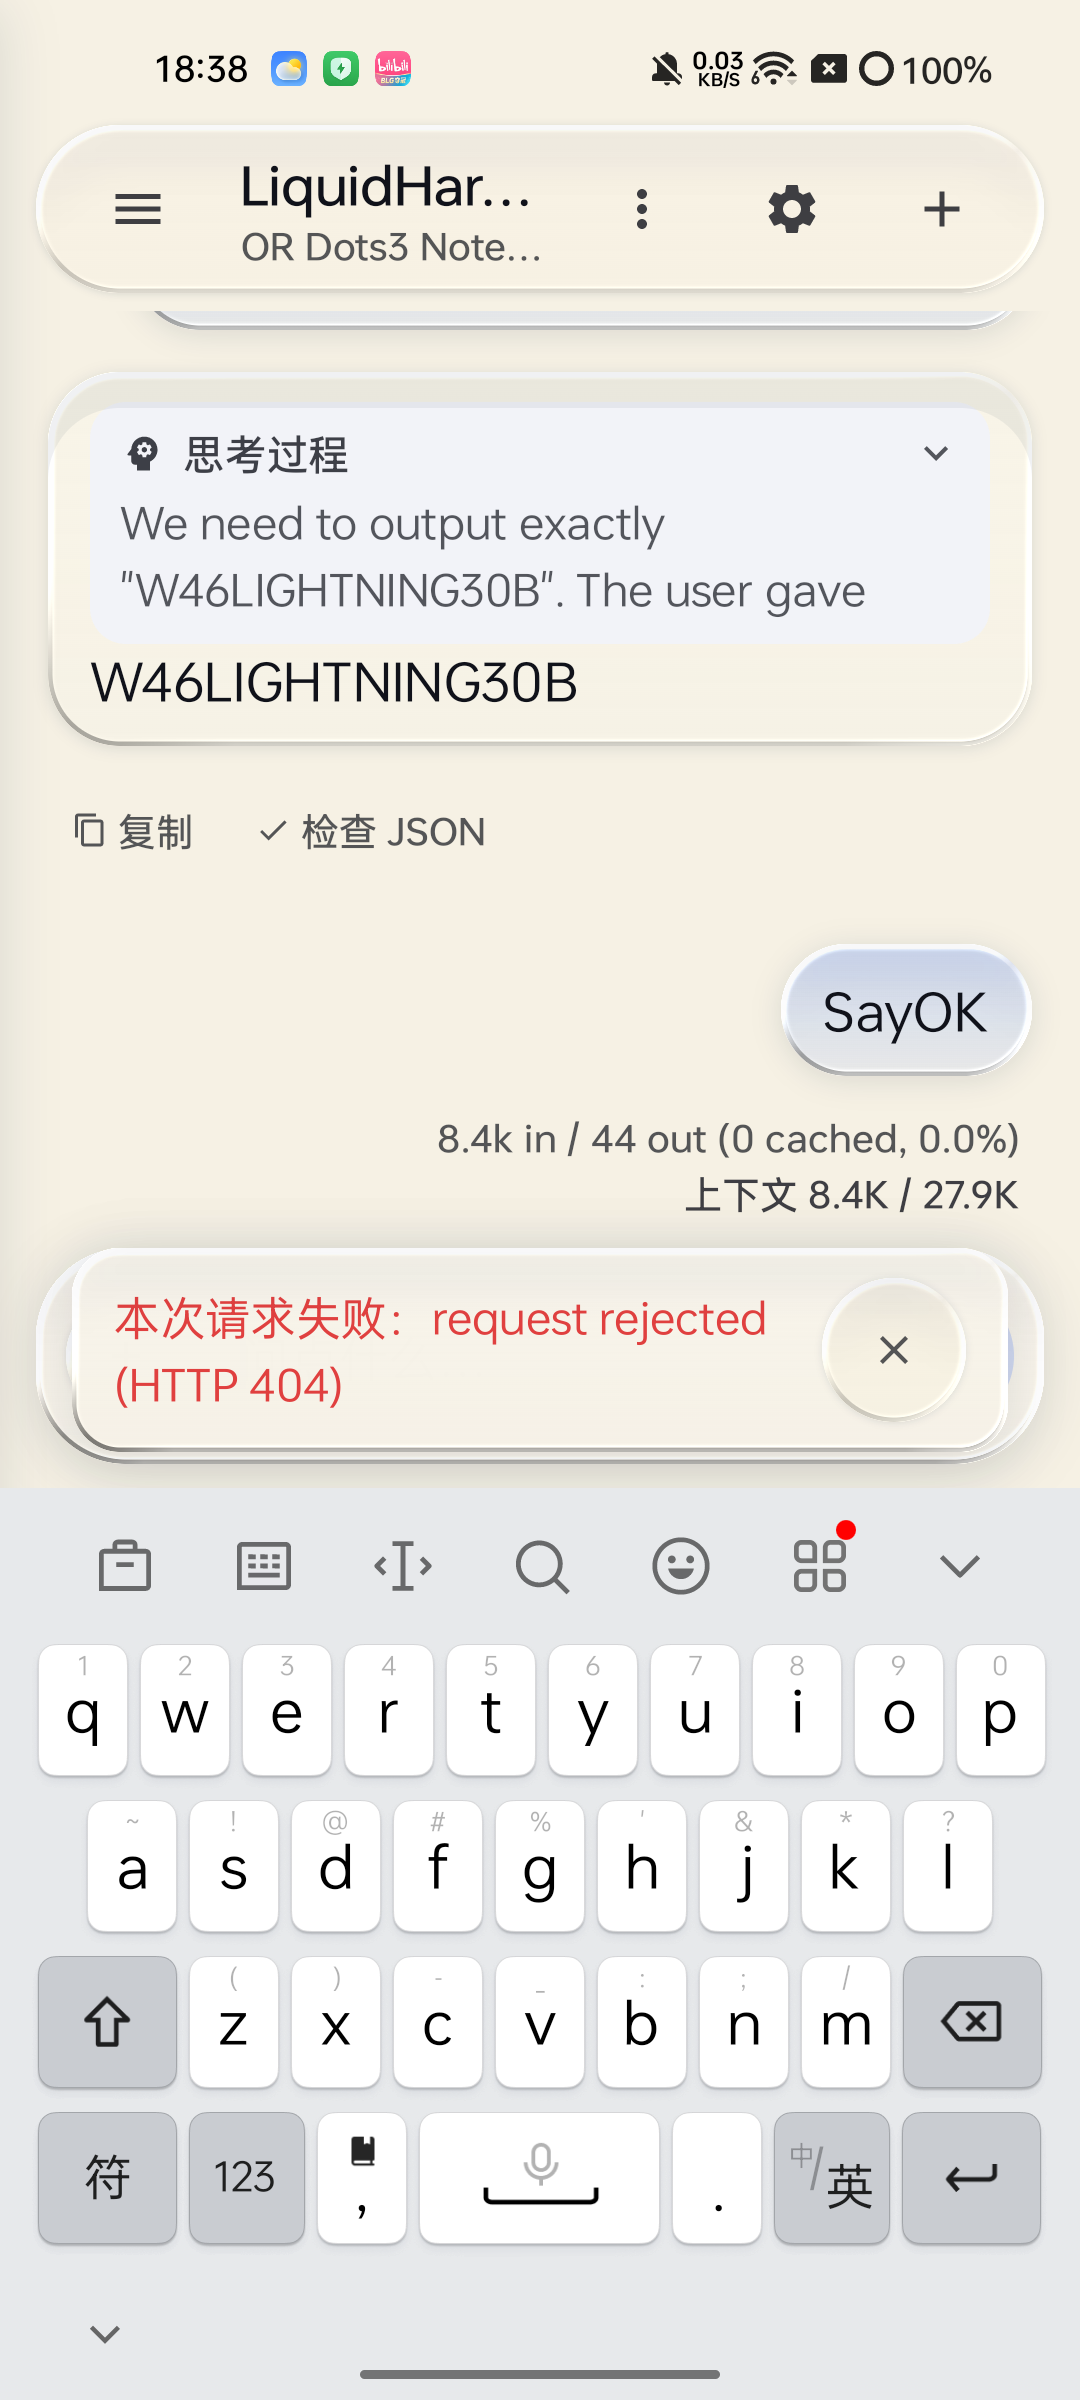 18:38
bilibili
0.03
KB/S
6
100%
LiquidHar...
OR Dots3 Note...
思考过程
We need to output exactly
"W46LIGHTNING30B". The user gave
W46LIGHTNING30B
复制
检查 JSON
SayOK
8.4k in / 44 out (0 cached, 0.0%)
上下文 8.4K / 27.9K
本次请求失败： request rejected
(HTTP 404)
1 2 3 4 5 6 7 8 9 0
q w e r t y u i o p
~ ! @ # % ' & * ?
a s d f g h j k l
( ) - _ : ; /
z x c v b n m
符 123 , . 中/英